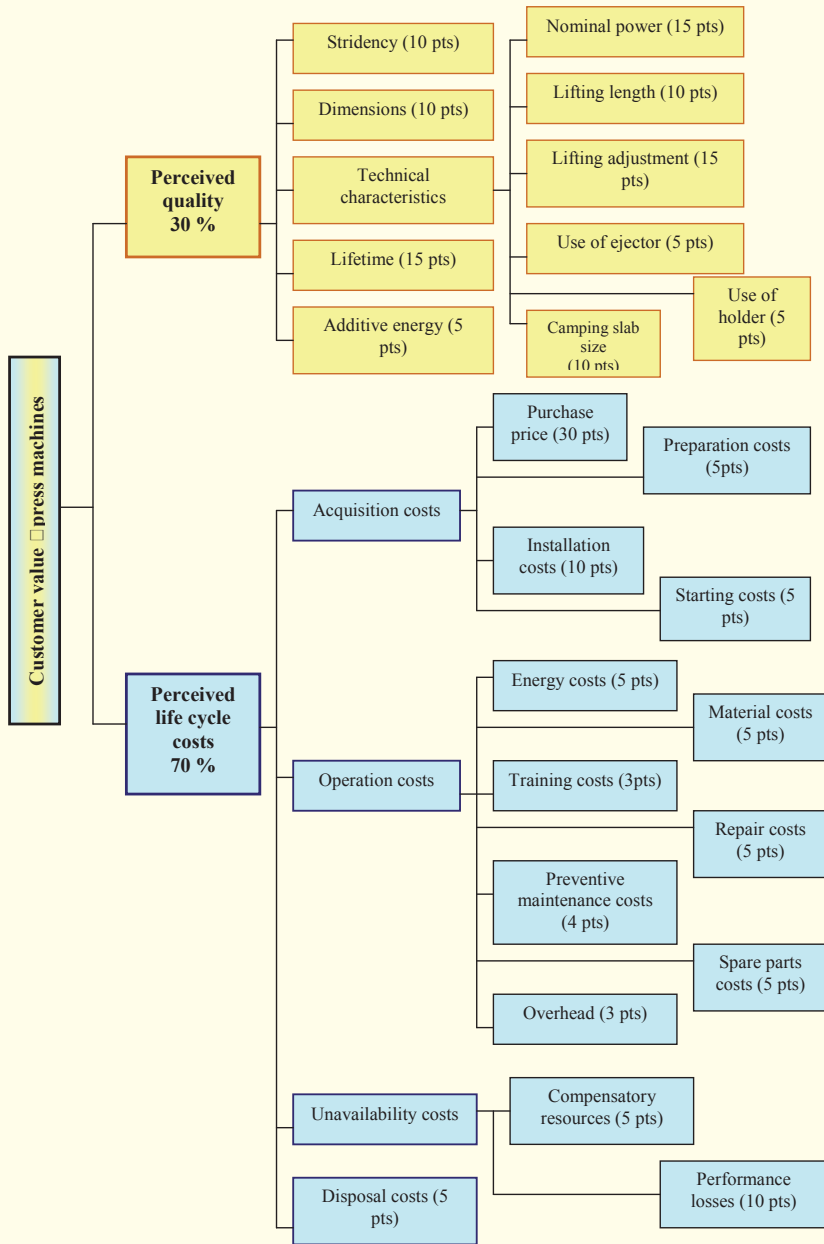 Customer value □press machines
Perceived
quality
30 %
Stridency (10 pts)
Dimensions (10 pts)
Technical
characteristics
Lifetime (15 pts)
Additive energy (5
pts)
Nominal power (15 pts)
Lifting length (10 pts)
Lifting adjustment (15
pts)
Use of ejector (5 pts)
Use of
holder (5
pts)
Camping slab
size
(10 pts)
Perceived
life cycle
costs
70 %
Acquisition costs
Purchase
price (30 pts)
Preparation costs
(5pts)
Installation
costs (10 pts)
Starting costs (5
pts)
Operation costs
Energy costs (5 pts)
Material costs
(5 pts)
Training costs (3pts)
Repair costs
(5 pts)
Preventive
maintenance costs
(4 pts)
Spare parts
costs (5 pts)
Overhead (3 pts)
Unavailability costs
Compensatory
resources (5 pts)
Performance
losses (10 pts)
Disposal costs (5
pts)